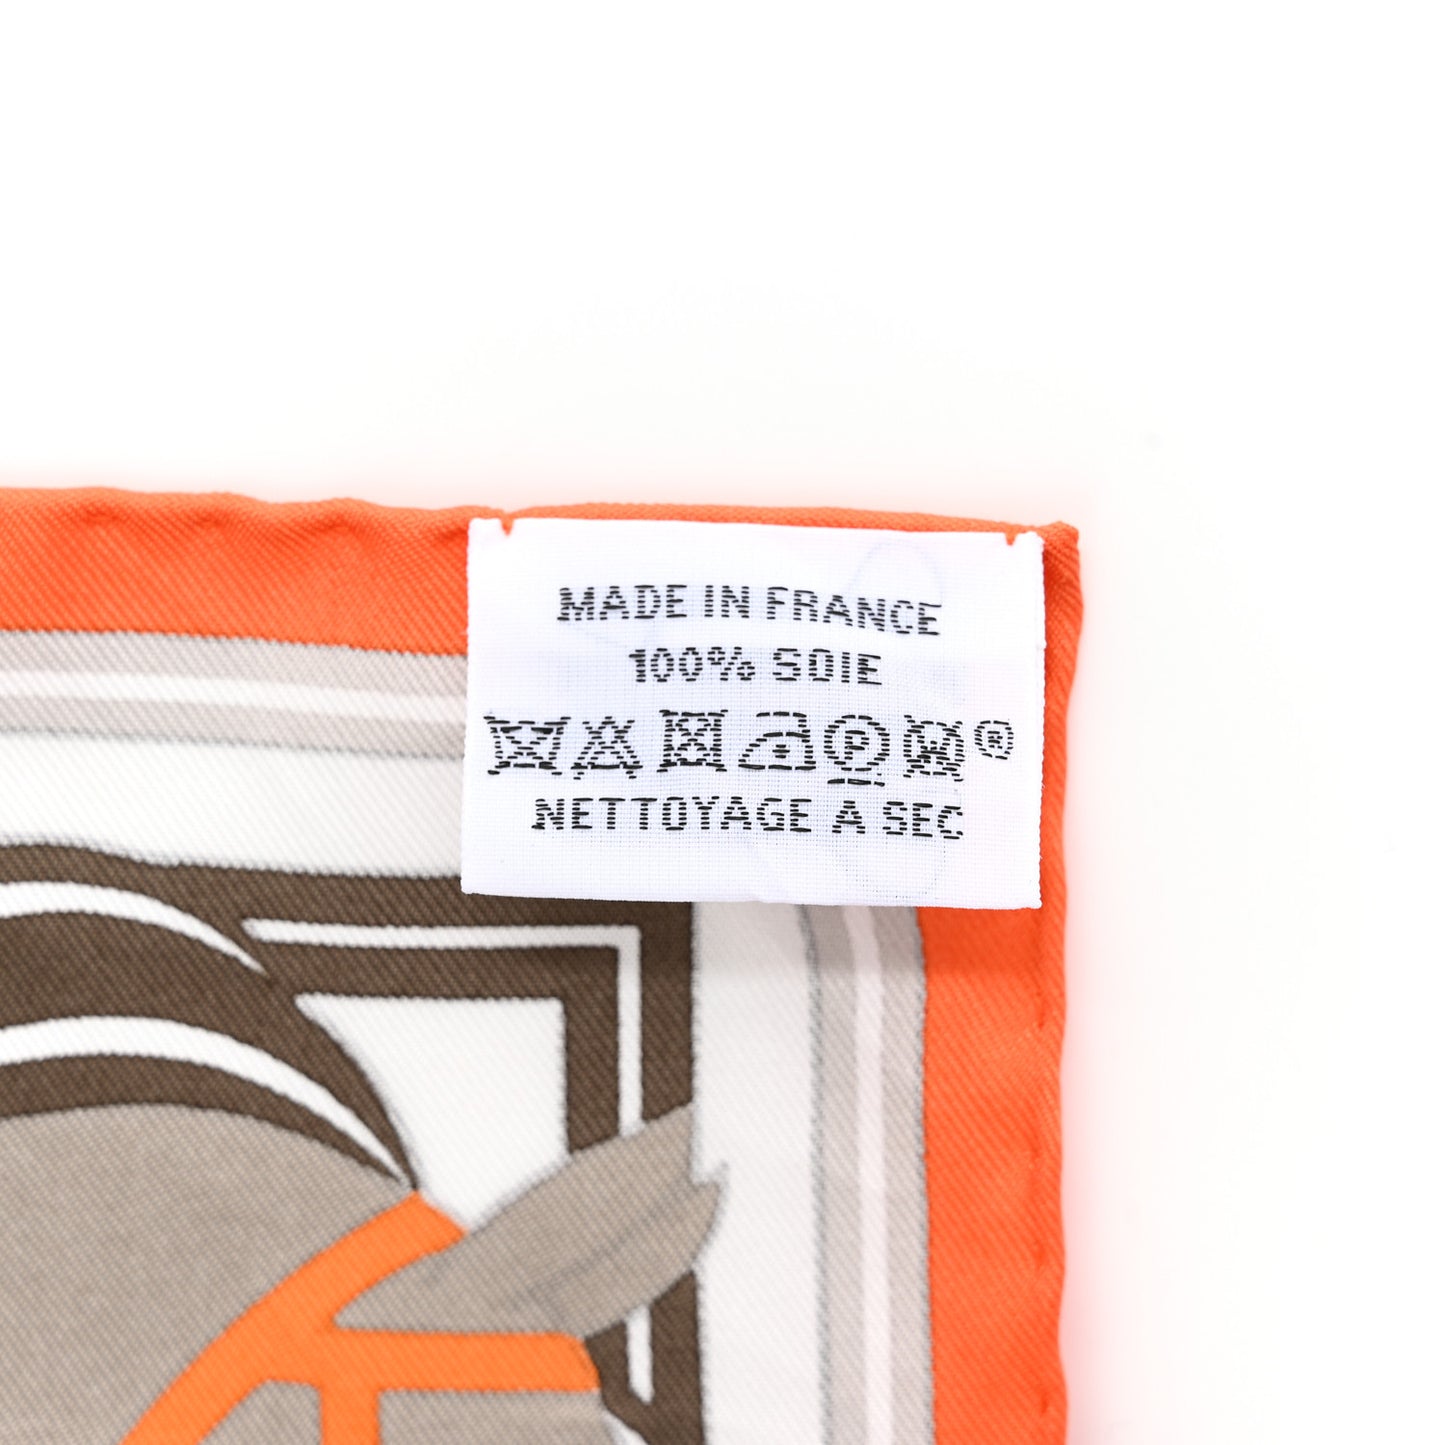 MADE IN FRANCE
100% SOIE
P W ®
NETTOYAGE A SEC